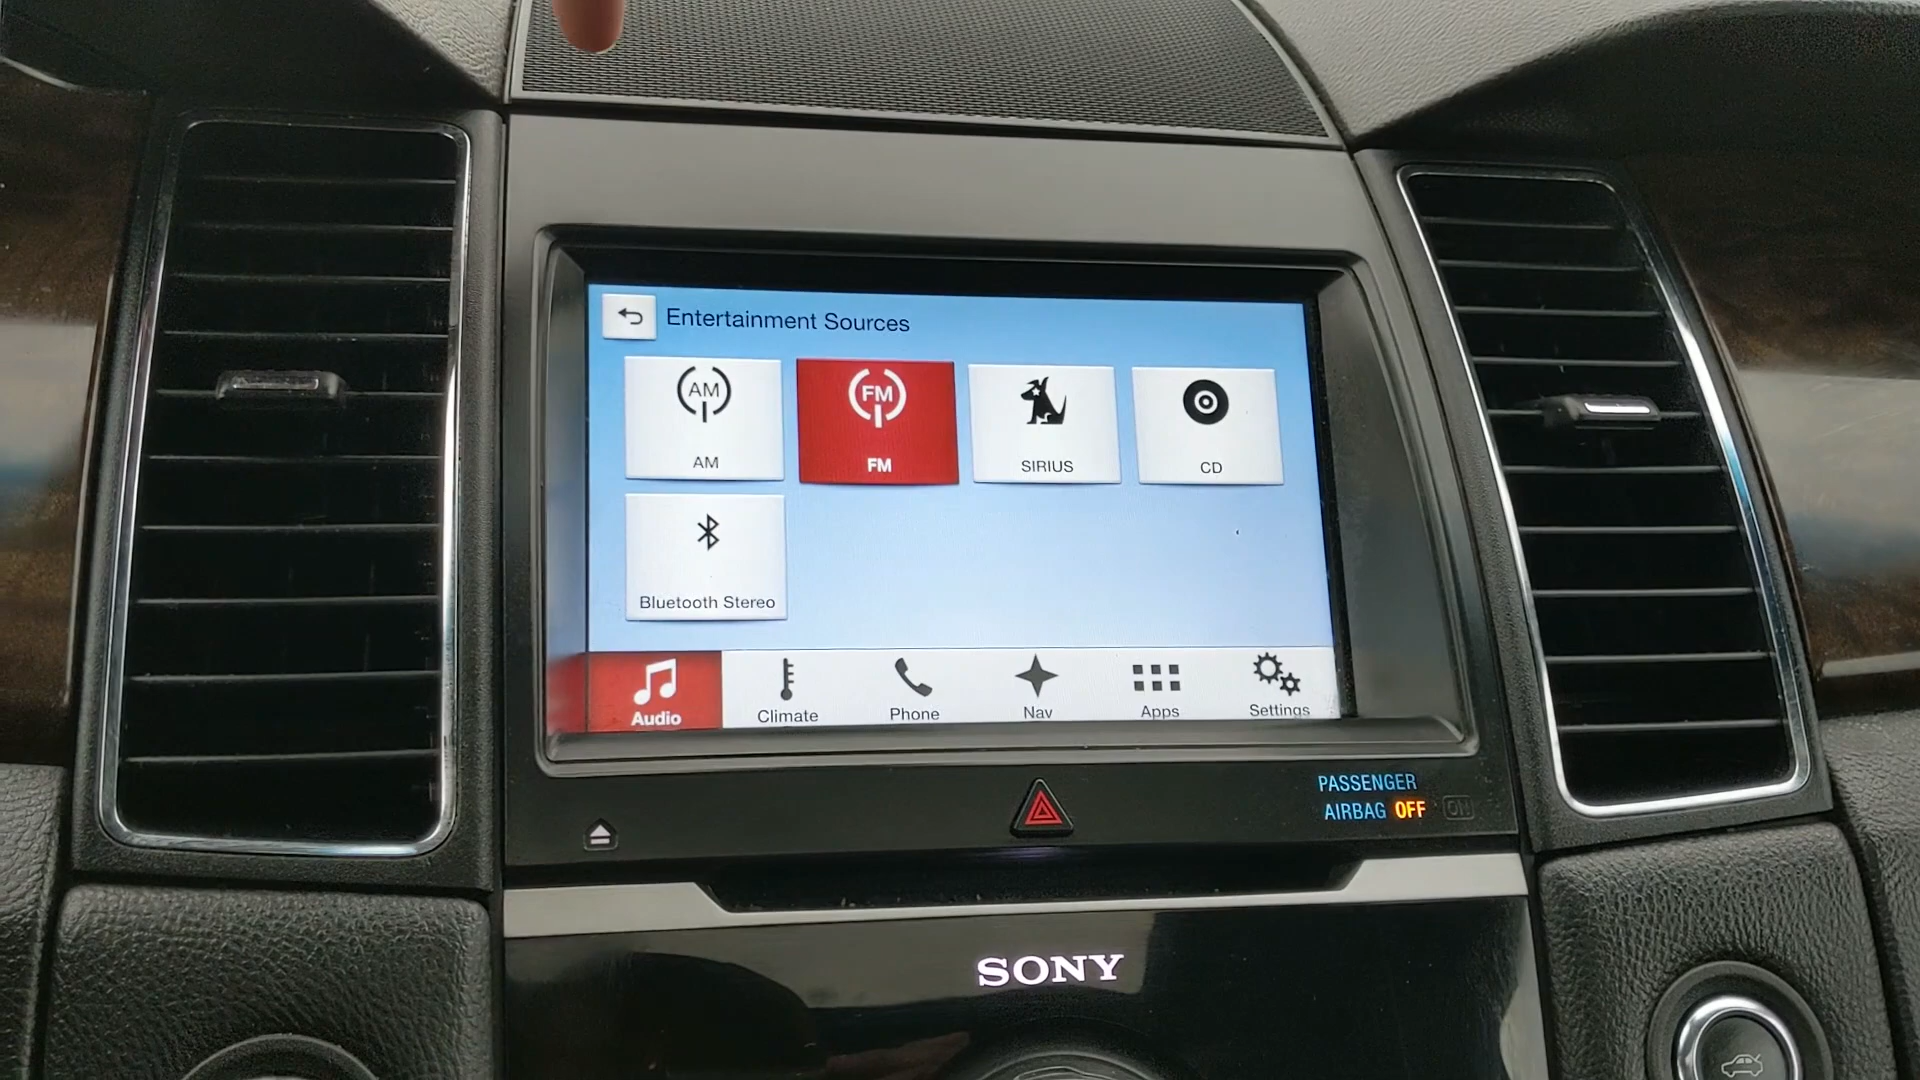 Entertainment Sources
AM
AM
FM
FM
SIRIUS
CD
Bluetooth Stereo
Audio
Climate
Phone
Nav
Apps
Settings
PASSENGER
AIRBAG OFF ON
SONY